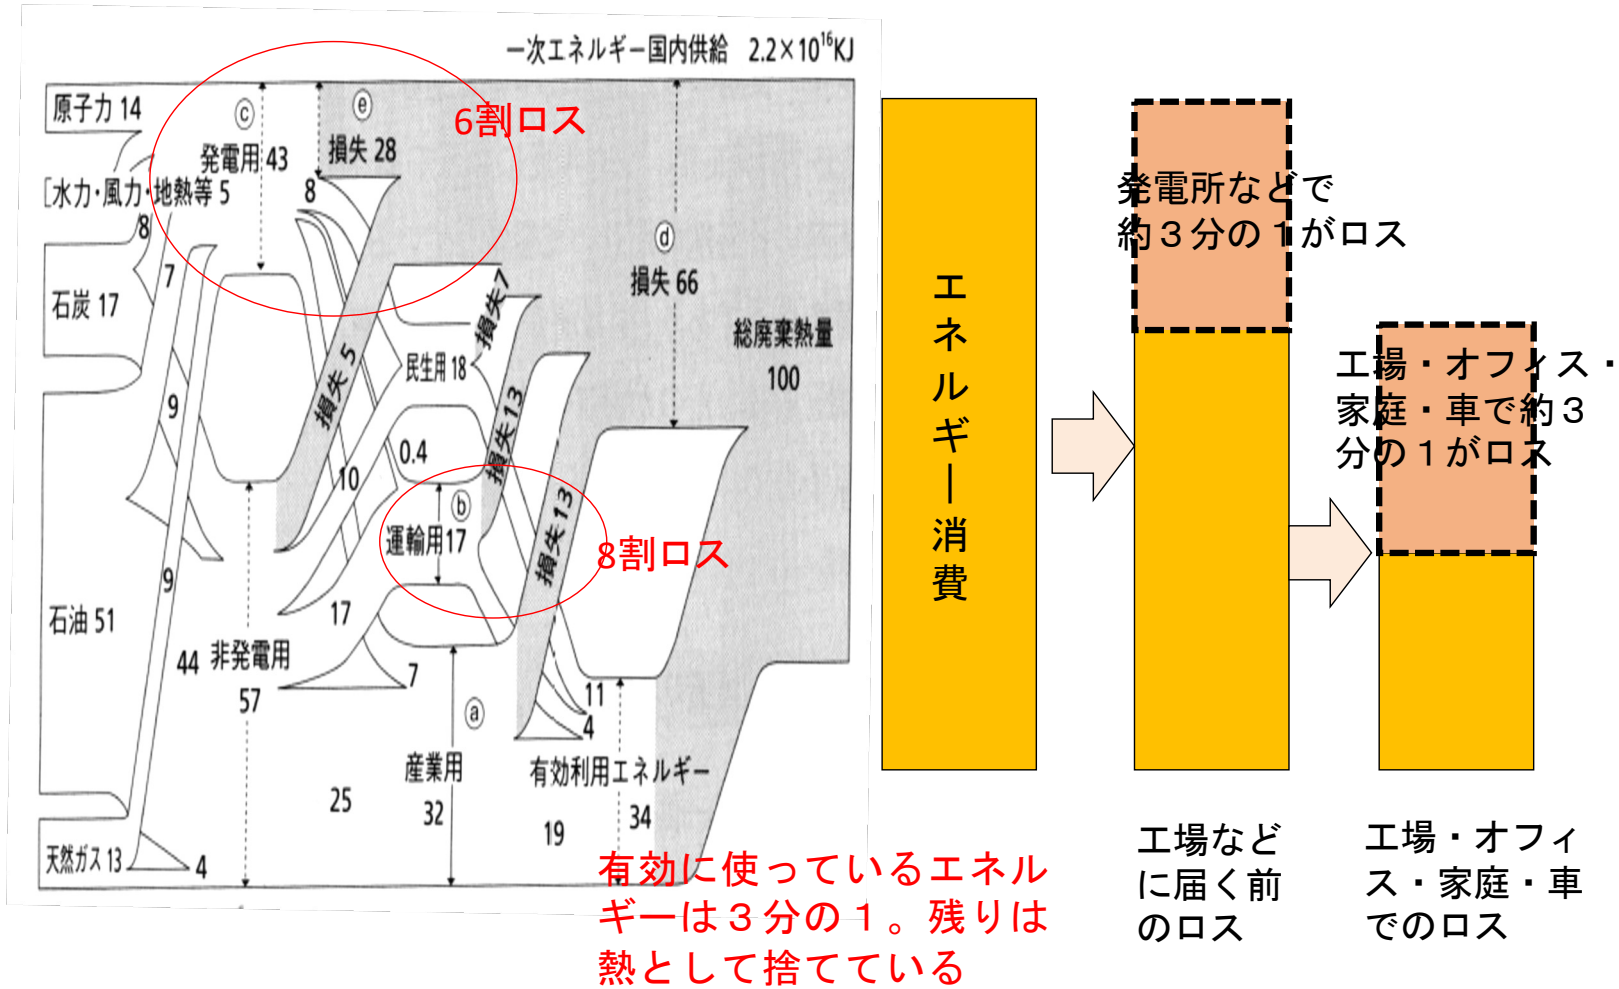 一次エネルギー国内供給 2.2×10¹⁶KJ
原子力 14
ⓒ
発電用 43
ⓔ
損失 28
6割ロス
[水力・風力・地熱等 5
8
8
7
石炭 17
ⓓ
損失 66
総廃棄熱量
100
損失 7
民生用 18
損失 5
9
損失 13
0.4
10
ⓑ
運輸用17
損失 13
8割ロス
9
石油 51
17
44
非発電用
57
7
ⓐ
11
4
産業用
32
有効利用エネルギー
25
19
34
天然ガス 13
4
有効に使っているエネル
ギーは３分の１。残りは
熱として捨てている
エネルギー消費
発電所などで
約３分の１がロス
工場・オフィス・
家庭・車で約３
分の１がロス
工場など
に届く前
のロス
工場・オフィ
ス・家庭・車
でのロス